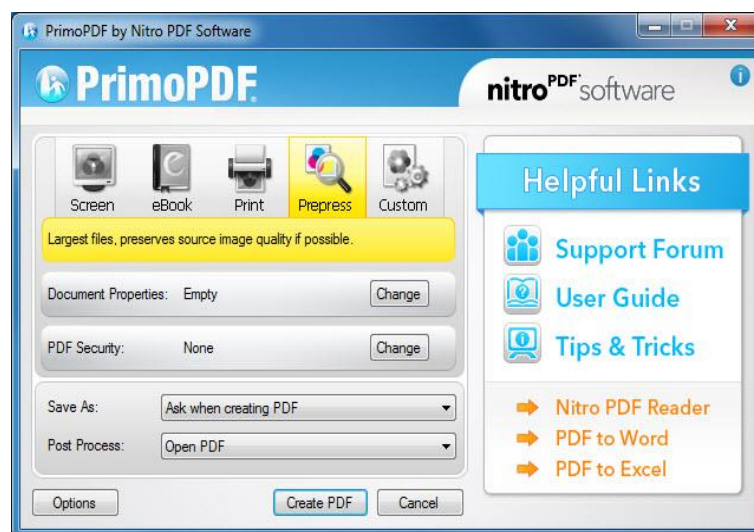 PrimoPDF by Nitro PDF Software
PrimoPDF.
nitroPDF software
Screen eBook Print Prepress Custom
Largest files, preserves source image quality if possible.
Document Properties: Empty Change
PDF Security: None Change
Save As: Ask when creating PDF
Post Process: Open PDF
Options Create PDF Cancel
Helpful Links
Support Forum
User Guide
Tips & Tricks
Nitro PDF Reader
PDF to Word
PDF to Excel